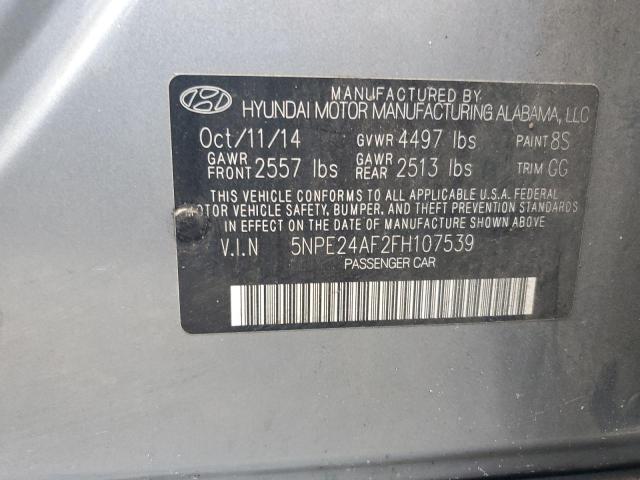 MANUFACTURED BY
HYUNDAI MOTOR MANUFACTURING ALABAMA, LLC
Oct/11/14 GVWR 4497 lbs PAINT 8S
GAWR FRONT 2557 lbs GAWR REAR 2513 lbs TRIM GG
THIS VEHICLE CONFORMS TO ALL APPLICABLE U.S.A. FEDERAL
MOTOR VEHICLE SAFETY, BUMPER, AND THEFT PREVENTION STANDARDS
IN EFFECT ON THE DATE OF MANUFACTURE SHOWN ABOVE
V.I.N 5NPE24AF2FH107539
PASSENGER CAR